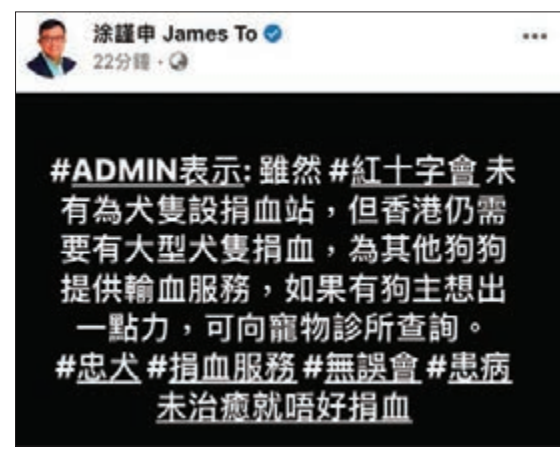 涂謹申 James To
22分鐘 ·
#ADMIN表示: 雖然 #紅十字會 未
有為犬隻設捐血站，但香港仍需
要有大型犬隻捐血，為其他狗狗
提供輸血服務，如果有狗主想出
一點力，可向寵物診所查詢。
#忠犬 #捐血服務 #無誤會 #患病
未治癒就唔好捐血